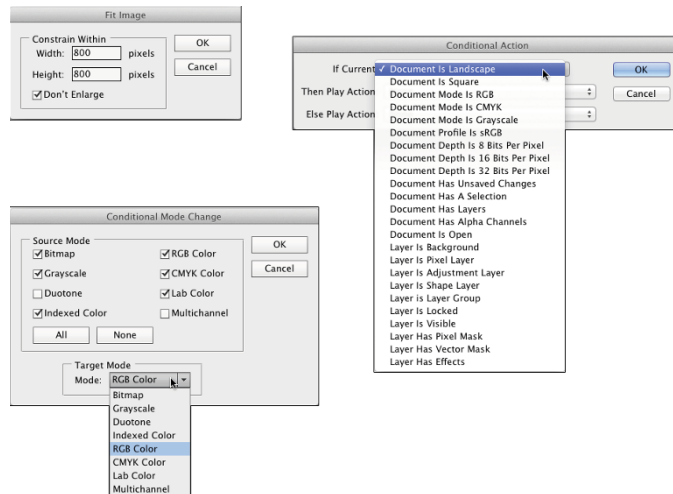 Fit Image
Constrain Within
Width: 800 pixels
Height: 800 pixels
Don't Enlarge
OK
Cancel
Conditional Action
If Current
Then Play Action
Else Play Action
Document Is Landscape
Document Is Square
Document Mode Is RGB
Document Mode Is CMYK
Document Mode Is Grayscale
Document Profile Is sRGB
Document Depth Is 8 Bits Per Pixel
Document Depth Is 16 Bits Per Pixel
Document Depth Is 32 Bits Per Pixel
Document Has Unsaved Changes
Document Has A Selection
Document Has Layers
Document Has Alpha Channels
Document Is Open
Layer Is Background
Layer Is Pixel Layer
Layer Is Adjustment Layer
Layer Is Shape Layer
Layer is Layer Group
Layer Is Locked
Layer Is Visible
Layer Has Pixel Mask
Layer Has Vector Mask
Layer Has Effects
OK
Cancel
Conditional Mode Change
Source Mode
Bitmap RGB Color
Grayscale CMYK Color
Duotone Lab Color
Indexed Color Multichannel
All None
OK
Cancel
Target Mode
Mode: RGB Color
Bitmap
Grayscale
Duotone
Indexed Color
RGB Color
CMYK Color
Lab Color
Multichannel